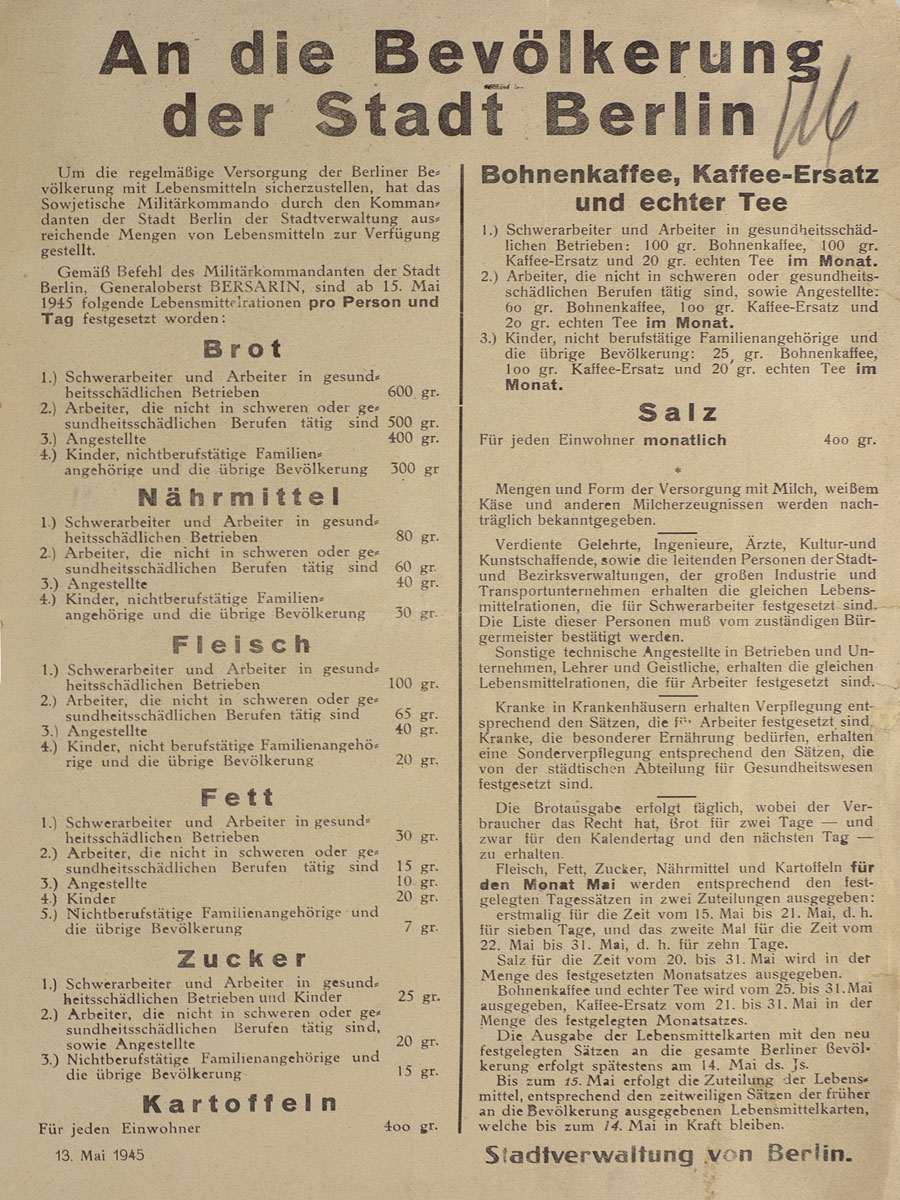 An die Bevölkerung
der Stadt Berlin
Um die regelmäßige Versorgung der Berliner Be-
völkerung mit Lebensmitteln sicherzustellen, hat das
Sowjetische Militärkommando durch den Komman-
danten der Stadt Berlin der Stadtverwaltung aus-
reichende Mengen von Lebensmitteln zur Verfügung
gestellt.
Gemäß Befehl des Militärkommandanten der Stadt
Berlin, Generaloberst BERSARIN, sind ab 15. Mai
1945 folgende Lebensmittelrationen pro Person und
Tag festgesetzt worden:
Brot
1.) Schwerarbeiter und Arbeiter in gesund-
heitsschädlichen Betrieben 600 gr.
2.) Arbeiter, die nicht in schweren oder ge-
sundheitsschädlichen Berufen tätig sind 500 gr.
3.) Angestellte 400 gr.
4.) Kinder, nichtberufstätige Familien-
angehörige und die übrige Bevölkerung 300 gr
Nährmittel
1.) Schwerarbeiter und Arbeiter in gesund-
heitsschädlichen Betrieben 80 gr.
2.) Arbeiter, die nicht in schweren oder ge-
sundheitsschädlichen Berufen tätig sind 60 gr.
3.) Angestellte 40 gr.
4.) Kinder, nichtberufstätige Familien-
angehörige und die übrige Bevölkerung 30 gr.
Fleisch
1.) Schwerarbeiter und Arbeiter in gesund-
heitsschädlichen Betrieben 100 gr.
2.) Arbeiter, die nicht in schweren oder ge-
sundheitsschädlichen Berufen tätig sind 65 gr.
3.) Angestellte 40 gr.
4.) Kinder, nicht berufstätige Familienangehö-
rige und die übrige Bevölkerung 20 gr.
Fett
1.) Schwerarbeiter und Arbeiter in gesund-
heitsschädlichen Betrieben 30 gr.
2.) Arbeiter, die nicht in schweren oder ge-
sundheitsschädlichen Berufen tätig sind 15 gr.
3.) Angestellte 10 gr.
4.) Kinder 20 gr.
5.) Nichtberufstätige Familienangehörige und
die übrige Bevölkerung 7 gr.
Zucker
1.) Schwerarbeiter und Arbeiter in gesund-
heitsschädlichen Betrieben und Kinder 25 gr.
2.) Arbeiter, die nicht in schweren oder ge-
sundheitsschädlichen Berufen tätig sind,
sowie Angestellte 20 gr.
3.) Nichtberufstätige Familienangehörige und
die übrige Bevölkerung 15 gr.
Kartoffeln
Für jeden Einwohner 400 gr.
13. Mai 1945
Bohnenkaffee, Kaffee-Ersatz
und echter Tee
1.) Schwerarbeiter und Arbeiter in gesundheitsschäd-
lichen Betrieben: 100 gr. Bohnenkaffee, 100 gr.
Kaffee-Ersatz und 20 gr. echten Tee im Monat.
2.) Arbeiter, die nicht in schweren oder gesundheits-
schädlichen Berufen tätig sind, sowie Angestellte:
60 gr. Bohnenkaffee, 100 gr. Kaffee-Ersatz und
20 gr. echten Tee im Monat.
3.) Kinder, nicht berufstätige Familienangehörige und
die übrige Bevölkerung: 25 gr. Bohnenkaffee,
100 gr. Kaffee-Ersatz und 20 gr. echten Tee im
Monat.
Salz
Für jeden Einwohner monatlich 400 gr.
*
Mengen und Form der Versorgung mit Milch, weißem
Käse und anderen Milcherzeugnissen werden nach-
träglich bekanntgegeben.
Verdiente Gelehrte, Ingenieure, Ärzte, Kultur-und
Kunstschaffende, sowie die leitenden Personen der Stadt-
und Bezirksverwaltungen, der großen Industrie und
Transportunternehmen erhalten die gleichen Lebens-
mittelrationen, die für Schwerarbeiter festgesetzt sind.
Die Liste dieser Personen muß vom zuständigen Bür-
germeister bestätigt werden.
Sonstige technische Angestellte in Betrieben und Un-
ternehmen, Lehrer und Geistliche, erhalten die gleichen
Lebensmittelrationen, die für Arbeiter festgesetzt sind.
Kranke in Krankenhäusern erhalten Verpflegung ent-
sprechend den Sätzen, die für Arbeiter festgesetzt sind.
Kranke, die besonderer Ernährung bedürfen, erhalten
eine Sonderverpflegung entsprechend den Sätzen, die
von der städtischen Abteilung für Gesundheitswesen
festgesetzt sind.
Die Brotausgabe erfolgt täglich, wobei der Ver-
braucher das Recht hat, Brot für zwei Tage — und
zwar für den Kalendertag und den nächsten Tag —
zu erhalten.
Fleisch, Fett, Zucker, Nährmittel und Kartoffeln für
den Monat Mai werden entsprechend den fest-
gelegten Tagessätzen in zwei Zuteilungen ausgegeben:
erstmalig für die Zeit vom 15. Mai bis 21. Mai, d. h.
für sieben Tage, und das zweite Mal für die Zeit vom
22. Mai bis 31. Mai, d. h. für zehn Tage.
Salz für die Zeit vom 20. bis 31. Mai wird in der
Menge des festgesetzten Monatsatzes ausgegeben.
Bohnenkaffee und echter Tee wird vom 25. bis 31. Mai
ausgegeben, Kaffee-Ersatz vom 21. bis 31. Mai in der
Menge des festgelegten Monatsatzes.
Die Ausgabe der Lebensmittelkarten mit den neu
festgelegten Sätzen an die gesamte Berliner Bevöl-
kerung erfolgt spätestens am 14. Mai ds. Js.
Bis zum 15. Mai erfolgt die Zuteilung der Lebens-
mittel, entsprechend den zeitweiligen Sätzen der früher
an die Bevölkerung ausgegebenen Lebensmittelkarten,
welche bis zum 14. Mai in Kraft bleiben.
Stadtverwaltung von Berlin.